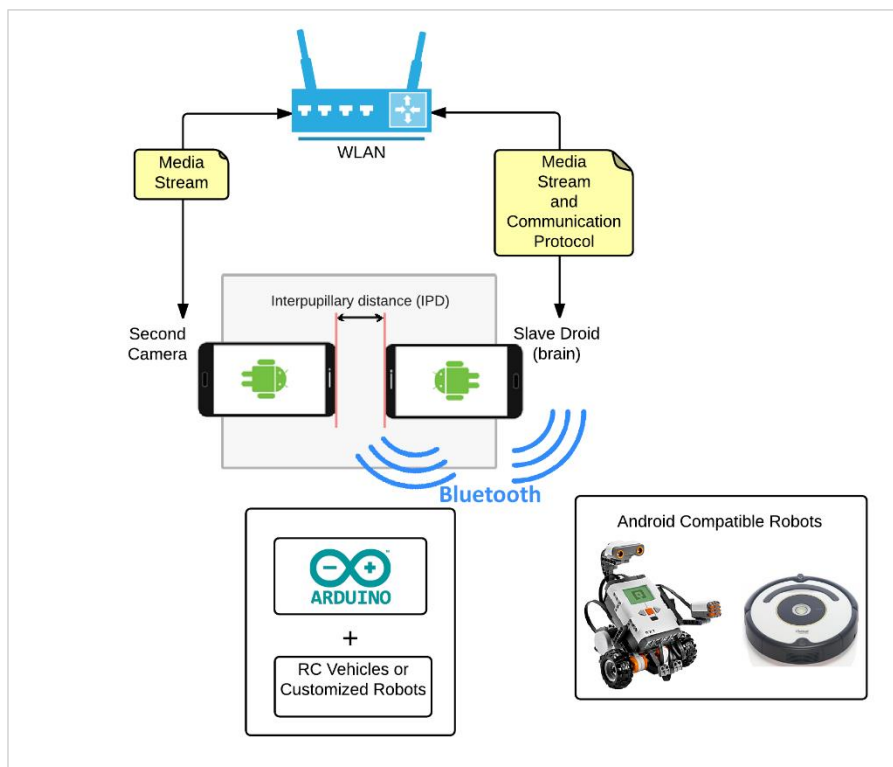 WLAN
Media
Stream
Media
Stream
and
Communication
Protocol
Interpupillary distance (IPD)
Second
Camera
Slave Droid
(brain)
Bluetooth
ARDUINO
+
RC Vehicles or
Customized Robots
Android Compatible Robots